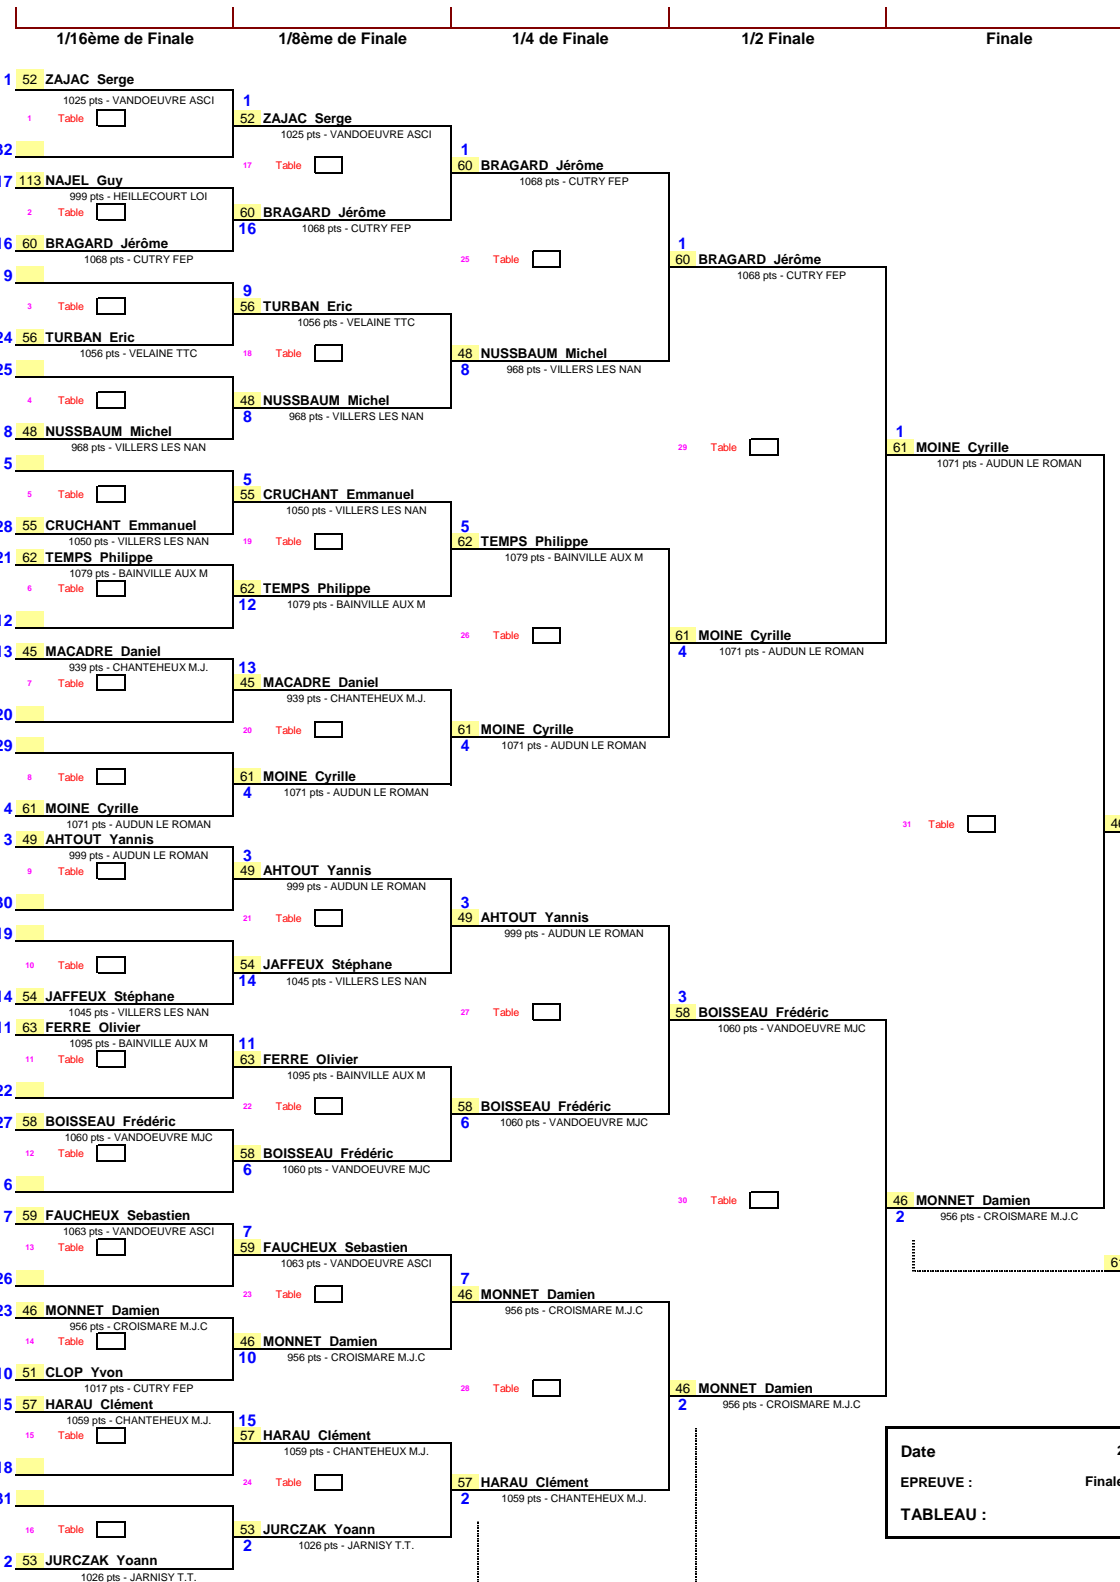 1/16ème de Finale 1/8ème de Finale 1/4 de Finale 1/2 Finale Finale
1 52 ZAJAC Serge
1025 pts - VANDOEUVRE ASCI
1 Table
32
17 113 NAJEL Guy
999 pts - HEILLECOURT LOI
2 Table
16 60 BRAGARD Jérôme
1068 pts - CUTRY FEP
9
3 Table
24 56 TURBAN Eric
1056 pts - VELAINE TTC
25
4 Table
8 48 NUSSBAUM Michel
968 pts - VILLERS LES NAN
5
5 Table
28 55 CRUCHANT Emmanuel
1050 pts - VILLERS LES NAN
21 62 TEMPS Philippe
1079 pts - BAINVILLE AUX M
6 Table
12
13 45 MACADRE Daniel
939 pts - CHANTEHEUX M.J.
7 Table
20
29
8 Table
4 61 MOINE Cyrille
1071 pts - AUDUN LE ROMAN
3 49 AHTOUT Yannis
999 pts - AUDUN LE ROMAN
9 Table
30
19
10 Table
14 54 JAFFEUX Stéphane
1045 pts - VILLERS LES NAN
11 63 FERRE Olivier
1095 pts - BAINVILLE AUX M
11 Table
22
27 58 BOISSEAU Frédéric
1060 pts - VANDOEUVRE MJC
12 Table
6
7 59 FAUCHEUX Sebastien
1063 pts - VANDOEUVRE ASCI
13 Table
26
23 46 MONNET Damien
956 pts - CROISMARE M.J.C
14 Table
10 51 CLOP Yvon
1017 pts - CUTRY FEP
15 57 HARAU Clément
1059 pts - CHANTEHEUX M.J.
15 Table
18
31
16 Table
2 53 JURCZAK Yoann
1026 pts - JARNISY T.T.
1
52 ZAJAC Serge
1025 pts - VANDOEUVRE ASCI
17 Table
60 BRAGARD Jérôme
16 1068 pts - CUTRY FEP
9
56 TURBAN Eric
1056 pts - VELAINE TTC
18 Table
48 NUSSBAUM Michel
8 968 pts - VILLERS LES NAN
5
55 CRUCHANT Emmanuel
1050 pts - VILLERS LES NAN
19 Table
62 TEMPS Philippe
12 1079 pts - BAINVILLE AUX M
13
45 MACADRE Daniel
939 pts - CHANTEHEUX M.J.
20 Table
61 MOINE Cyrille
4 1071 pts - AUDUN LE ROMAN
3
49 AHTOUT Yannis
999 pts - AUDUN LE ROMAN
21 Table
54 JAFFEUX Stéphane
14 1045 pts - VILLERS LES NAN
11
63 FERRE Olivier
1095 pts - BAINVILLE AUX M
22 Table
58 BOISSEAU Frédéric
6 1060 pts - VANDOEUVRE MJC
7
59 FAUCHEUX Sebastien
1063 pts - VANDOEUVRE ASCI
23 Table
46 MONNET Damien
10 956 pts - CROISMARE M.J.C
15
57 HARAU Clément
1059 pts - CHANTEHEUX M.J.
24 Table
53 JURCZAK Yoann
2 1026 pts - JARNISY T.T.
1
60 BRAGARD Jérôme
1068 pts - CUTRY FEP
25 Table
48 NUSSBAUM Michel
8 968 pts - VILLERS LES NAN
5
62 TEMPS Philippe
1079 pts - BAINVILLE AUX M
26 Table
61 MOINE Cyrille
4 1071 pts - AUDUN LE ROMAN
3
49 AHTOUT Yannis
999 pts - AUDUN LE ROMAN
27 Table
58 BOISSEAU Frédéric
6 1060 pts - VANDOEUVRE MJC
7
46 MONNET Damien
956 pts - CROISMARE M.J.C
28 Table
57 HARAU Clément
2 1059 pts - CHANTEHEUX M.J.
1
60 BRAGARD Jérôme
1068 pts - CUTRY FEP
29 Table
61 MOINE Cyrille
4 1071 pts - AUDUN LE ROMAN
3
58 BOISSEAU Frédéric
1060 pts - VANDOEUVRE MJC
30 Table
46 MONNET Damien
2 956 pts - CROISMARE M.J.C
1
61 MOINE Cyrille
1071 pts - AUDUN LE ROMAN
31 Table
46 MONNET Damien
2 956 pts - CROISMARE M.J.C
Date
EPREUVE : Finale
TABLEAU :